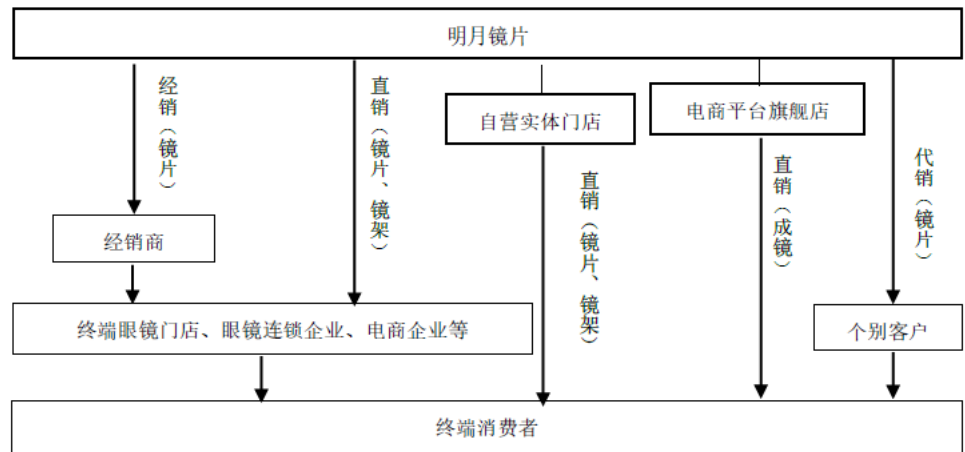 明月镜片
经销（镜片）
直销（镜片、镜架）
自营实体门店
电商平台旗舰店
直销（镜片、镜架）
直销（成镜）
代销（镜片）
经销商
终端眼镜门店、眼镜连锁企业、电商企业等
个别客户
终端消费者